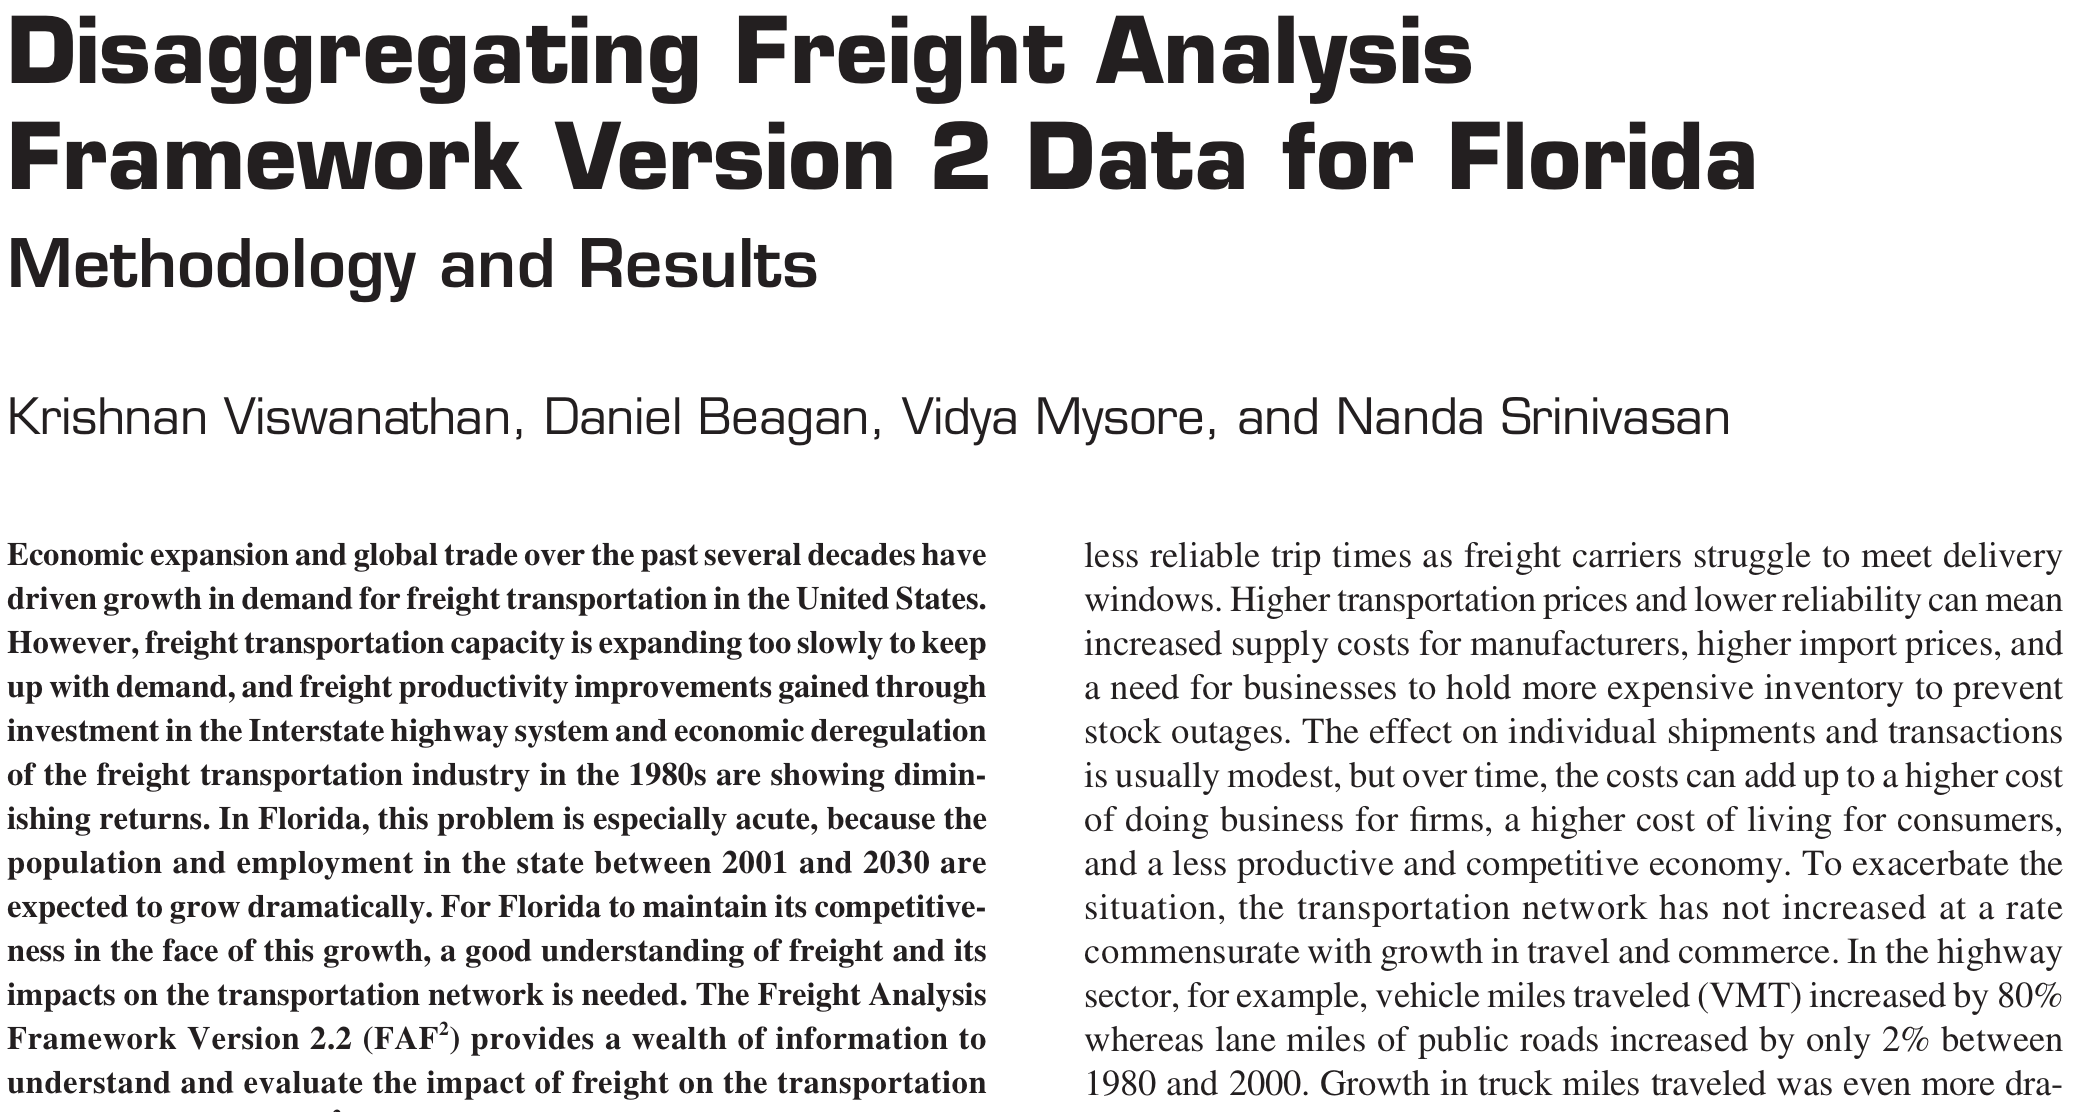 Disaggregating Freight Analysis
Framework Version 2 Data for Florida
Methodology and Results
Krishnan Viswanathan, Daniel Beagan, Vidya Mysore, and Nanda Srinivasan
Economic expansion and global trade over the past several decades have
driven growth in demand for freight transportation in the United States.
However, freight transportation capacity is expanding too slowly to keep
up with demand, and freight productivity improvements gained through
investment in the Interstate highway system and economic deregulation
of the freight transportation industry in the 1980s are showing dimin-
ishing returns. In Florida, this problem is especially acute, because the
population and employment in the state between 2001 and 2030 are
expected to grow dramatically. For Florida to maintain its competitive-
ness in the face of this growth, a good understanding of freight and its
impacts on the transportation network is needed. The Freight Analysis
Framework Version 2.2 (FAF²) provides a wealth of information to
understand and evaluate the impact of freight on the transportation
less reliable trip times as freight carriers struggle to meet delivery
windows. Higher transportation prices and lower reliability can mean
increased supply costs for manufacturers, higher import prices, and
a need for businesses to hold more expensive inventory to prevent
stock outages. The effect on individual shipments and transactions
is usually modest, but over time, the costs can add up to a higher cost
of doing business for firms, a higher cost of living for consumers,
and a less productive and competitive economy. To exacerbate the
situation, the transportation network has not increased at a rate
commensurate with growth in travel and commerce. In the highway
sector, for example, vehicle miles traveled (VMT) increased by 80%
whereas lane miles of public roads increased by only 2% between
1980 and 2000. Growth in truck miles traveled was even more dra-